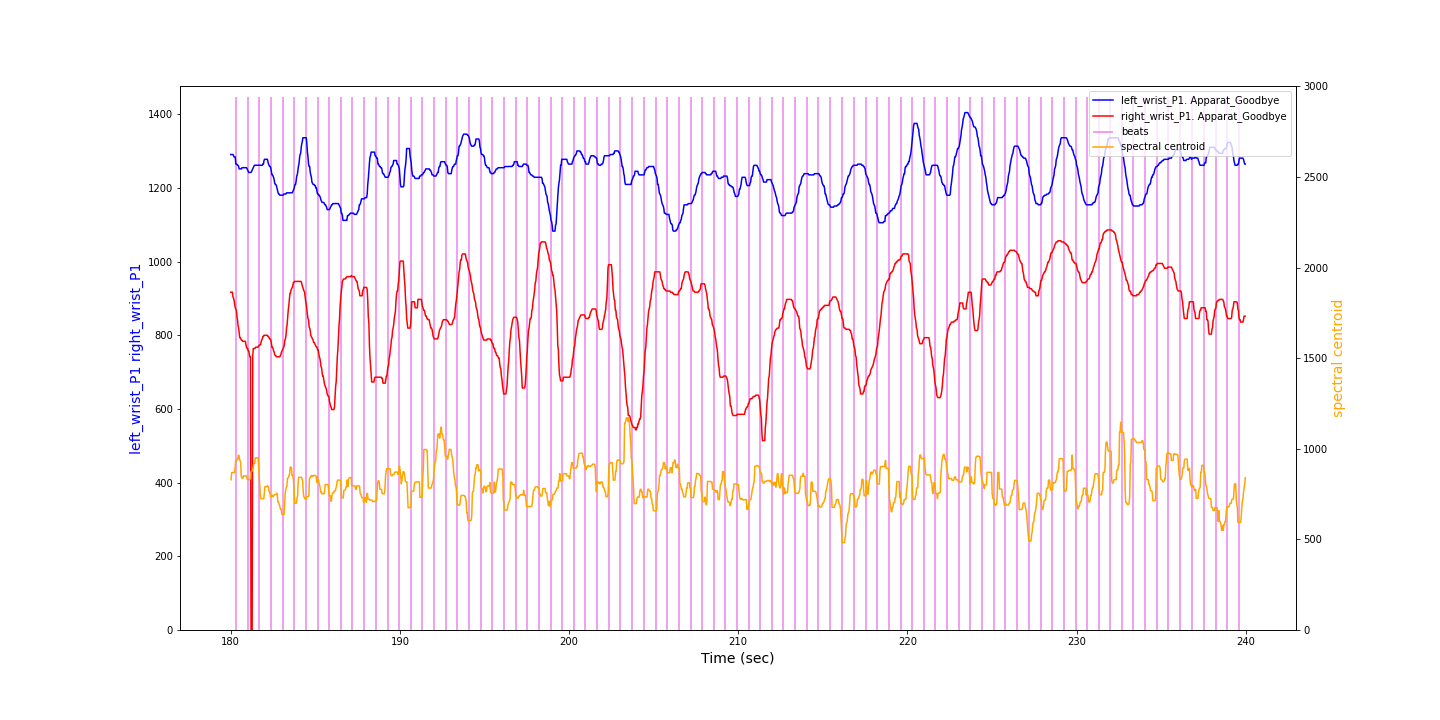 left_wrist_P1. Apparat_Goodbye
right_wrist_P1. Apparat_Goodbye
beats
spectral centroid
left_wrist_P1 right_wrist_P1
1400
1200
1000
800
600
400
200
0
3000
2500
2000
1500
1000
500
0
spectral centroid
180 190 200 210 220 230 240
Time (sec)